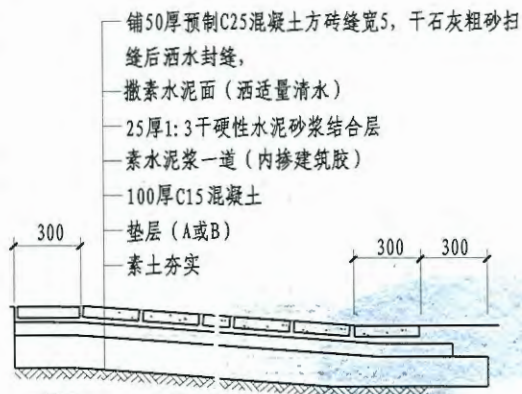 铺50厚预制C25混凝土方砖缝宽5，干石灰粗砂扫
缝后洒水封缝，
撒素水泥面（洒适量清水）
25厚1:3干硬性水泥砂浆结合层
素水泥浆一道（内掺建筑胶）
100厚C15混凝土
垫层（A或B）
素土夯实
300
300
300